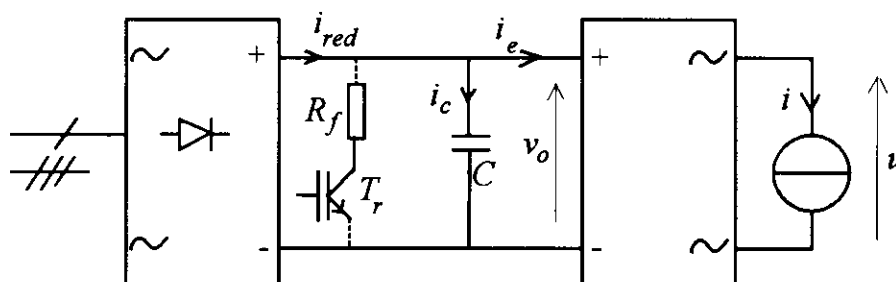 ~ + i_red i_e + ~
R_f i_c v_o i u
T_r C
~ - - ~